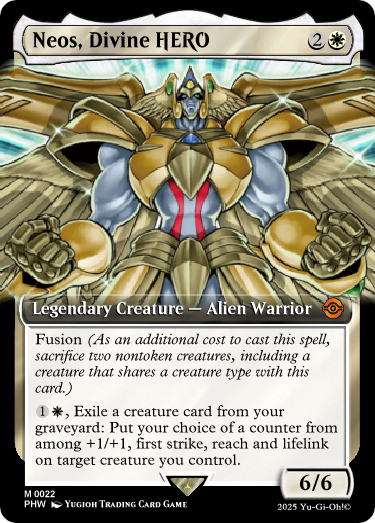 Neos, Divine HERO 2
Legendary Creature — Alien Warrior
Fusion (As an additional cost to cast this spell,
sacrifice two nontoken creatures, including a
creature that shares a creature type with this
card.)
1, Exile a creature card from your
graveyard: Put your choice of a counter from
among +1/+1, first strike, reach and lifelink
on target creature you control.
6/6
M 0022
PHW Yugioh Trading Card Game
2025 Yu-Gi-Oh!©